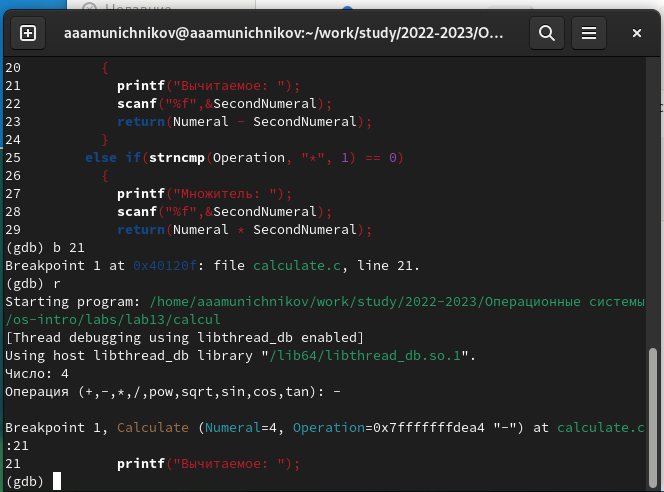 Недавние
aaamunichnikov@aaamunichnikov:~/work/study/2022-2023/О...
20          {
21            printf("Вычитаемое: ");
22            scanf("%f",&SecondNumeral);
23            return(Numeral - SecondNumeral);
24          }
25        else if(strncmp(Operation, "*", 1) == 0)
26          {
27            printf("Множитель: ");
28            scanf("%f",&SecondNumeral);
29            return(Numeral * SecondNumeral);
(gdb) b 21
Breakpoint 1 at 0x40120f: file calculate.c, line 21.
(gdb) r
Starting program: /home/aaamunichnikov/work/study/2022-2023/Операционные системы
/os-intro/labs/lab13/calcul
[Thread debugging using libthread_db enabled]
Using host libthread_db library "/lib64/libthread_db.so.1".
Число: 4
Операция (+,-,*,/,pow,sqrt,sin,cos,tan): -
Breakpoint 1, Calculate (Numeral=4, Operation=0x7fffffffdea4 "-") at calculate.c
:21
21            printf("Вычитаемое: ");
(gdb)